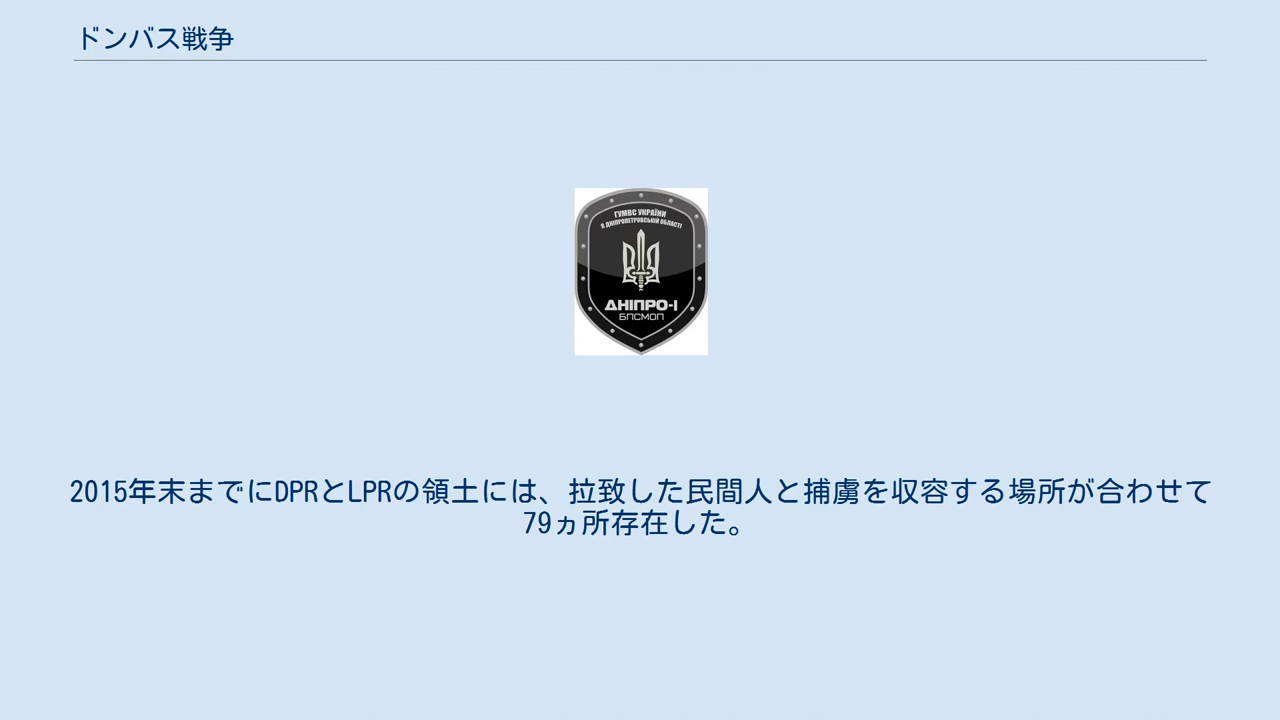 ドンバス戦争
ГУМВС УКРАЇНИ
В ДНІПРОПЕТРОВСЬКІЙ ОБЛАСТІ
ДНІПРО-І
БПСМОП
2015年末までにDPRとLPRの領土には、拉致した民間人と捕虜を収容する場所が合わせて
79ヵ所存在した。